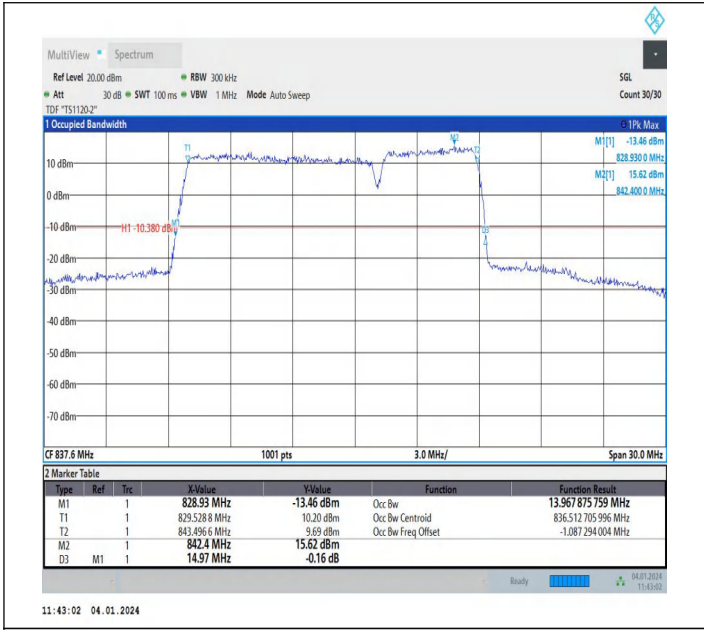 R S
MultiView Spectrum
Ref Level 20.00 dBm RBW 300 kHz SGL
Att 30 dB SWT 100 ms VBW 1 MHz Mode Auto Sweep Count 30/30
TDF "TS1120-2"
1 Occupied Bandwidth 1Pk Max
M1[1] -13.46 dBm
828.930 0 MHz
M2[1] 15.62 dBm
842.400 0 MHz
T1 M2 T2
10 dBm
0 dBm
-10 dBm H1 -10.380 dBm M1 D3
-20 dBm
-30 dBm
-40 dBm
-50 dBm
-60 dBm
-70 dBm
CF 837.6 MHz 1001 pts 3.0 MHz/ Span 30.0 MHz
2 Marker Table
Type Ref Trc X-Value Y-Value Function Function Result
M1 1 828.93 MHz -13.46 dBm Occ Bw 13.967 875 759 MHz
T1 1 829.528 8 MHz 10.20 dBm Occ Bw Centroid 836.512 705 996 MHz
T2 1 843.496 6 MHz 9.69 dBm Occ Bw Freq Offset -1.087 294 004 MHz
M2 1 842.4 MHz 15.62 dBm
D3 M1 1 14.97 MHz -0.16 dB
Ready 04.01.2024
11:43:02
11:43:02 04.01.2024